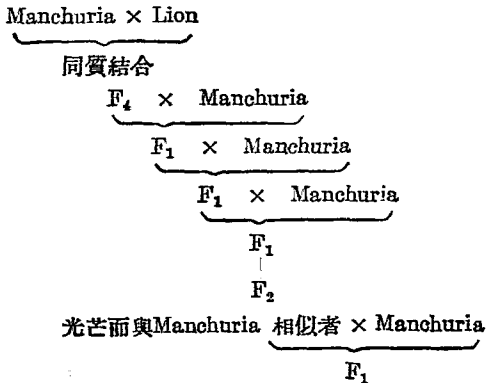 Manchuria × Lion
同質結合
F₄ × Manchuria
F₁ × Manchuria
F₁ × Manchuria
F₁
F₂
光芒而與Manchuria 相似者 × Manchuria
F₁